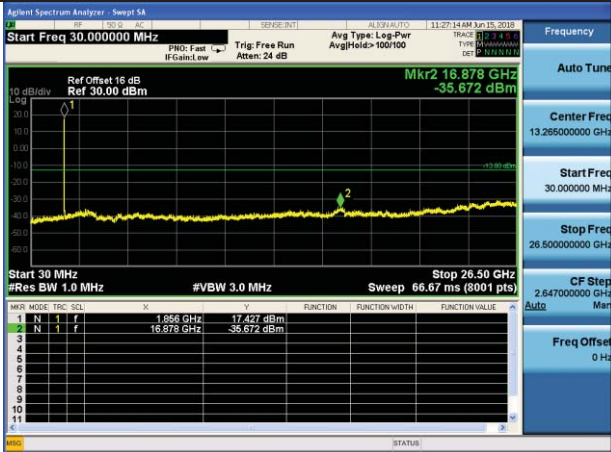 Agilent Spectrum Analyzer - Swept SA
RF 50 Ω AC SENSE:INT ALIGNAUTO 11:27:14 AM Jun 15, 2018
Start Freq 30.000000 MHz
PNO: Fast
IFGain:Low
Trig: Free Run
Atten: 24 dB
Avg Type: Log-Pwr
Avg|Hold:> 100/100
TRACE 1 2 3 4 5 6
TYPE M
DET P N N N N N
Ref Offset 16 dB
10 dB/div Ref 30.00 dBm
Log
Mkr2 16.878 GHz
-35.672 dBm
1
20.0
10.0
0.00
-10.0
-13.00 dBm
-20.0
-30.0
2
-40.0
-50.0
-60.0
Start 30 MHz
Stop 26.50 GHz
#Res BW 1.0 MHz #VBW 3.0 MHz Sweep 66.67 ms (8001 pts)
MKR MODE TRC SCL X Y FUNCTION FUNCTION WIDTH FUNCTION VALUE
1 N 1 f 1.856 GHz 17.427 dBm
2 N 1 f 16.878 GHz -35.672 dBm
3
4
5
6
7
8
9
10
11
MSG STATUS
Frequency
Auto Tune
Center Freq
13.265000000 GHz
Start Freq
30.000000 MHz
Stop Freq
26.500000000 GHz
CF Step
2.647000000 GHz
Auto Man
Freq Offset
0 Hz